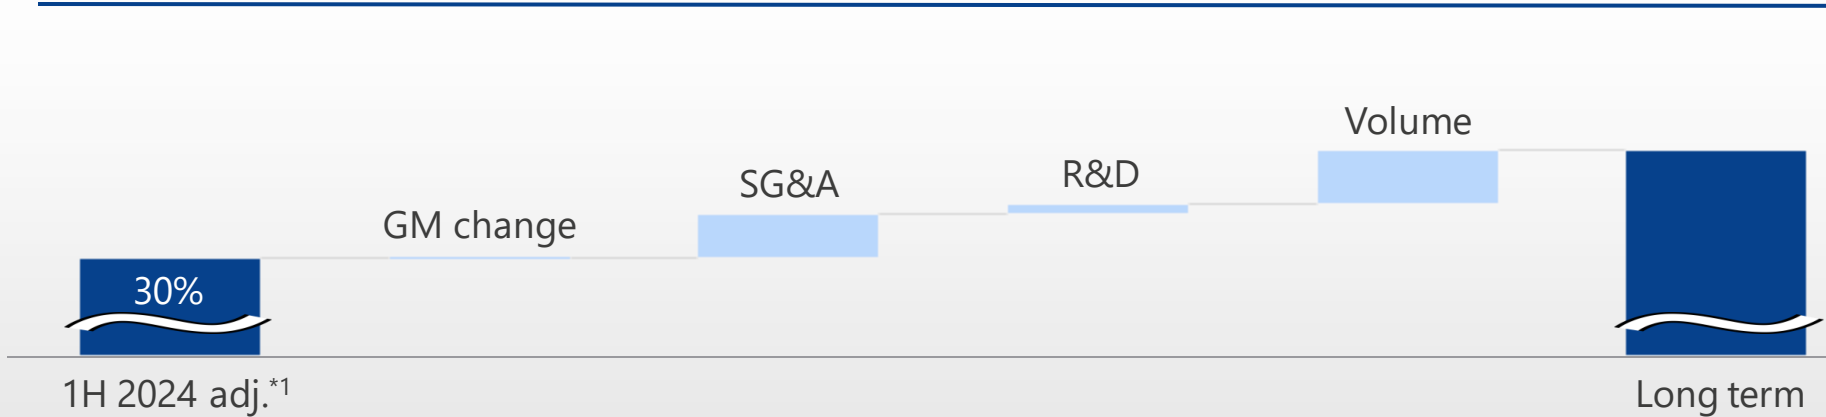 Volume
R&D
SG&A
GM change
30%
1H 2024 adj.*1
Long term